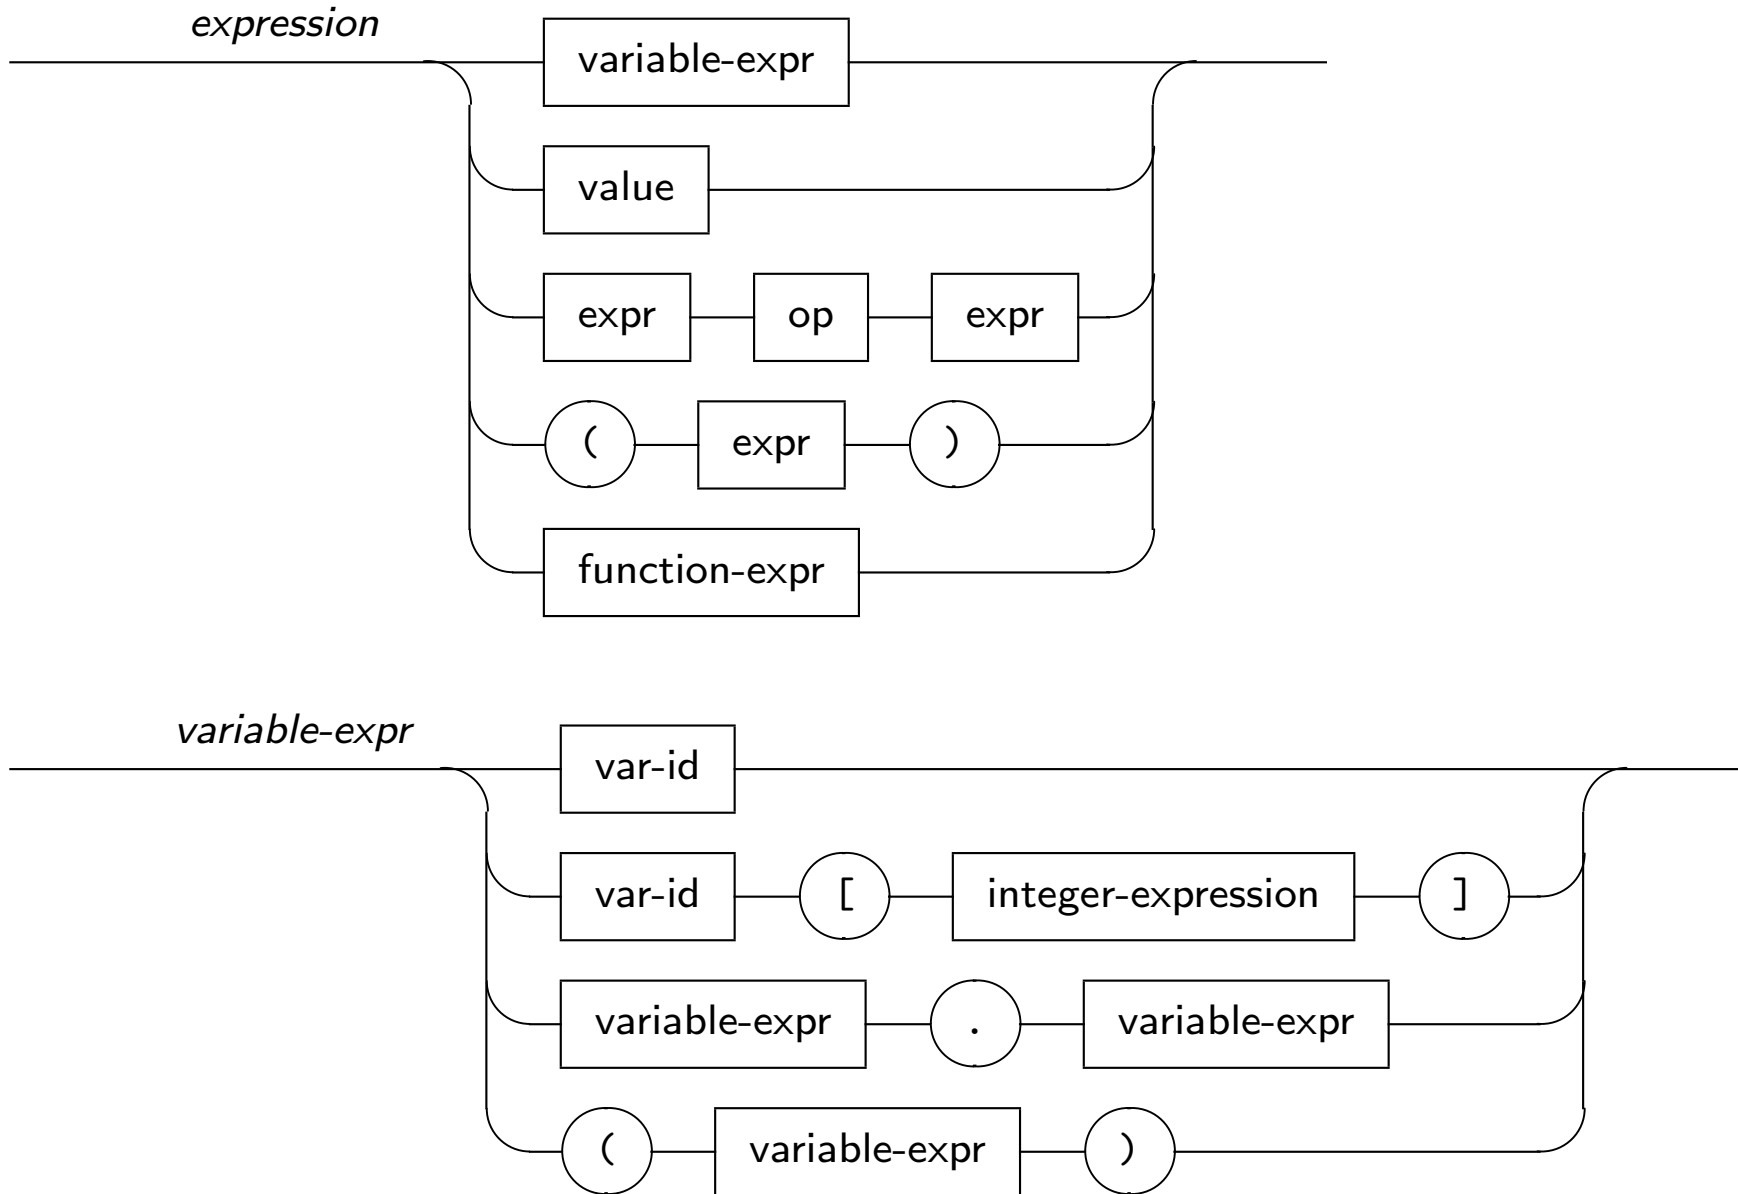 expression
variable-expr
value
expr op expr
( expr )
function-expr
variable-expr
var-id
var-id [ integer-expression ]
variable-expr . variable-expr
( variable-expr )